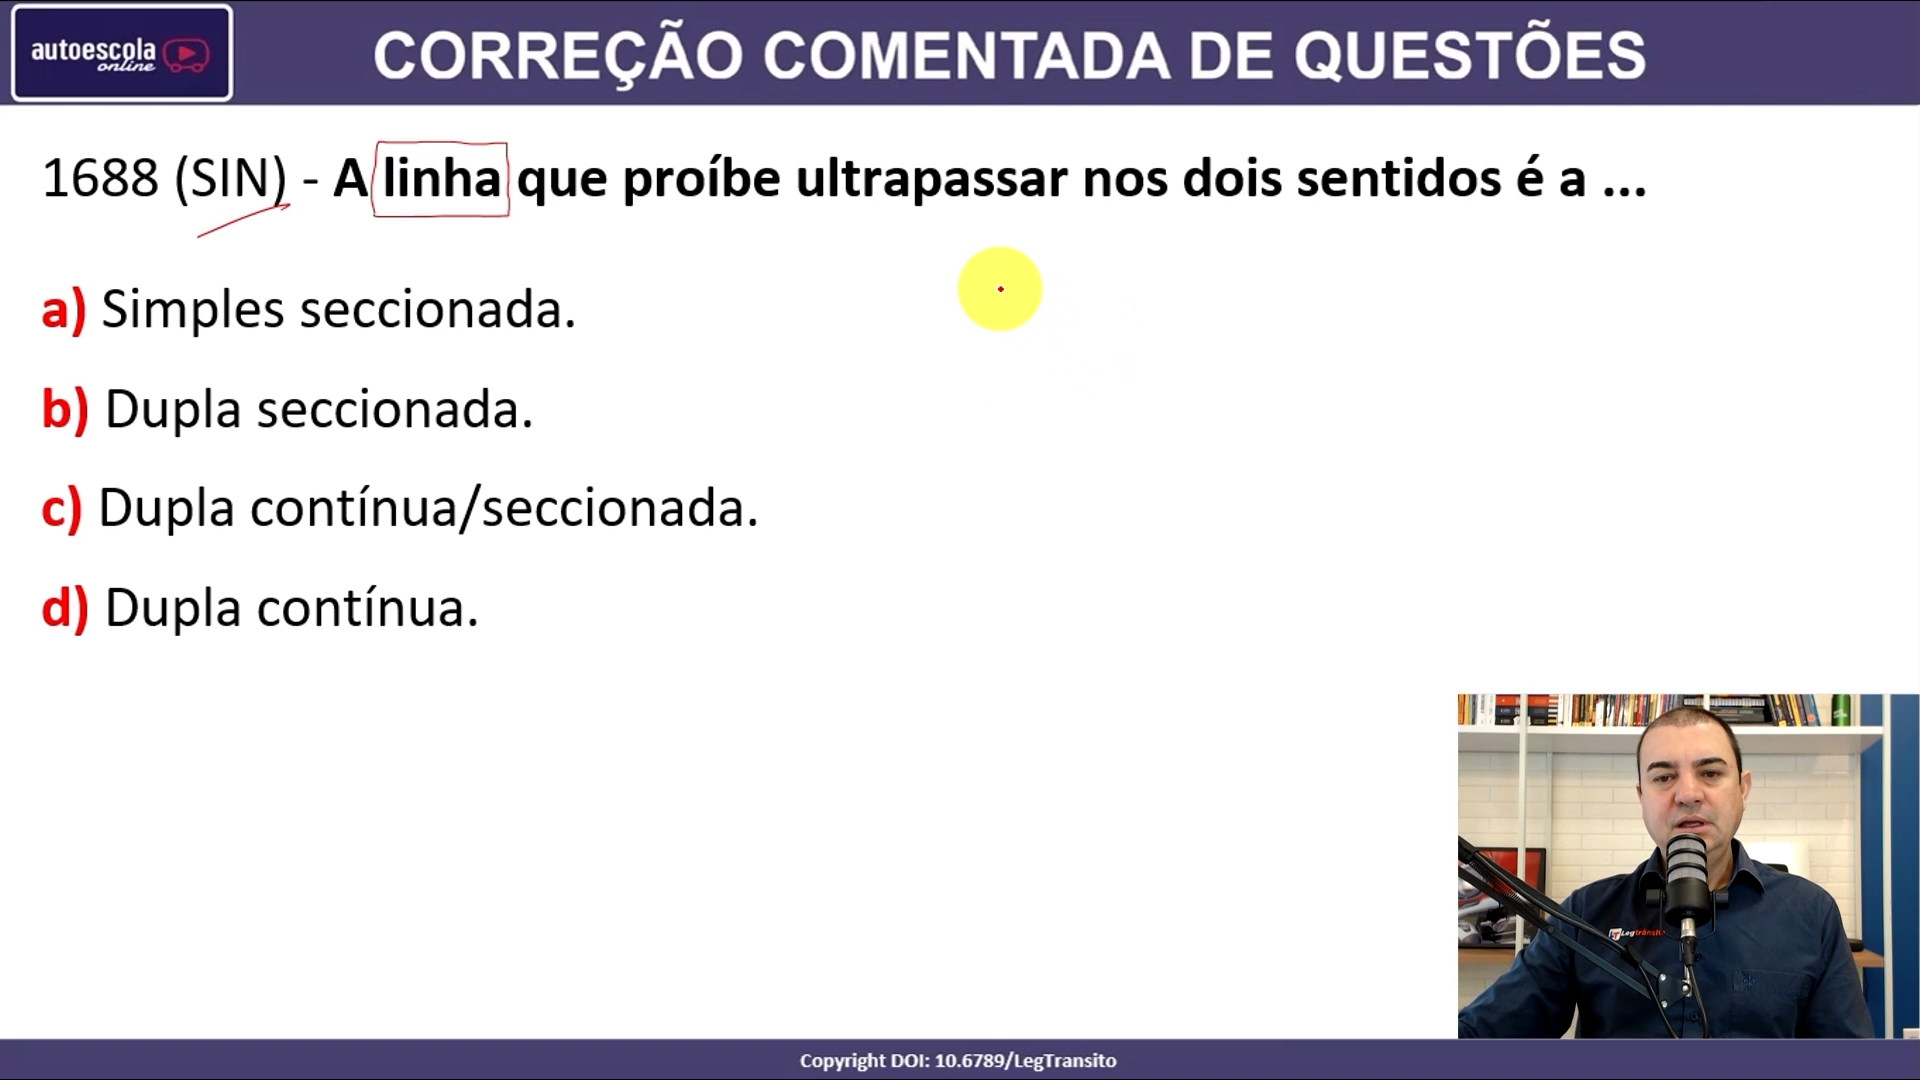 autoescola
online
CORREÇÃO COMENTADA DE QUESTÕES
1688 (SIN) - A linha que proíbe ultrapassar nos dois sentidos é a ...
a) Simples seccionada.
b) Dupla seccionada.
c) Dupla contínua/seccionada.
d) Dupla contínua.
Legtrânsito
Copyright DOI: 10.6789/LegTransito